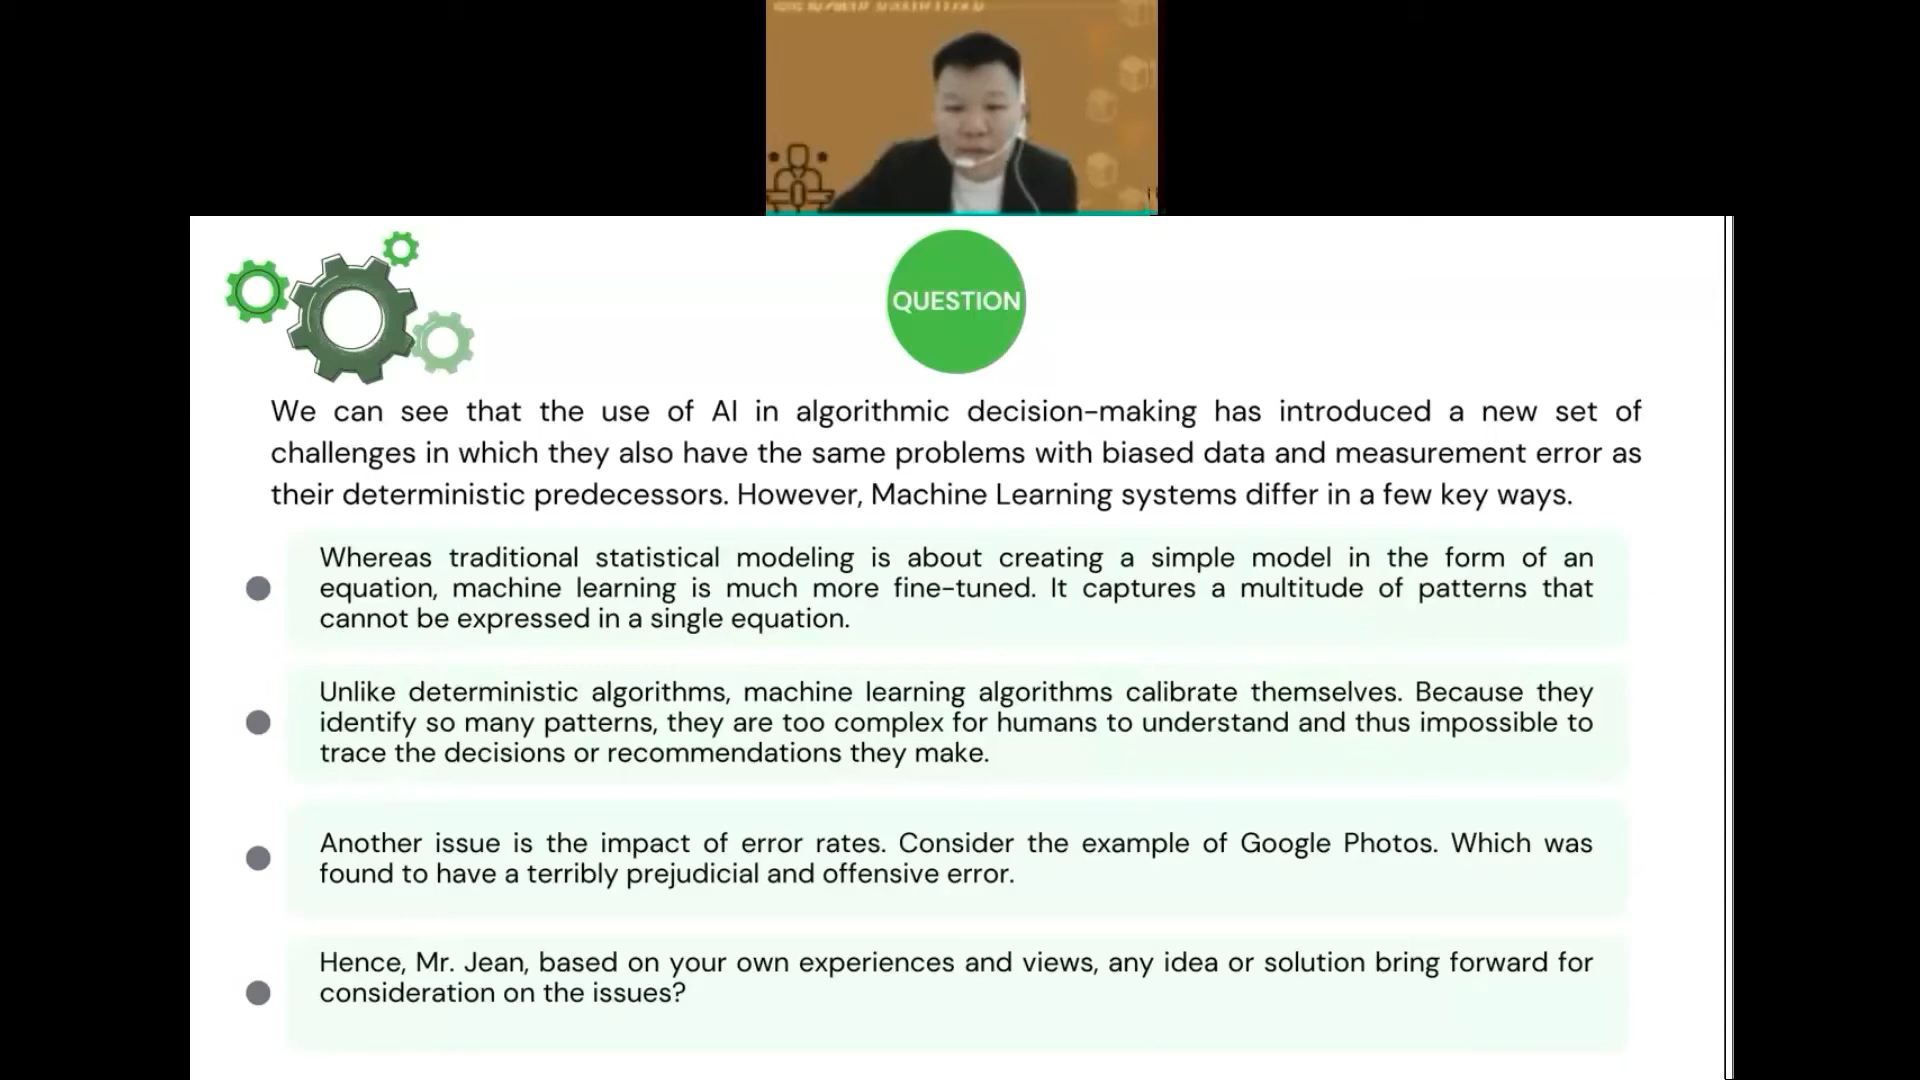 QUESTION
We can see that the use of AI in algorithmic decision-making has introduced a new set of
challenges in which they also have the same problems with biased data and measurement error as
their deterministic predecessors. However, Machine Learning systems differ in a few key ways.
Whereas traditional statistical modeling is about creating a simple model in the form of an
equation, machine learning is much more fine-tuned. It captures a multitude of patterns that
cannot be expressed in a single equation.
Unlike deterministic algorithms, machine learning algorithms calibrate themselves. Because they
identify so many patterns, they are too complex for humans to understand and thus impossible to
trace the decisions or recommendations they make.
Another issue is the impact of error rates. Consider the example of Google Photos. Which was
found to have a terribly prejudicial and offensive error.
Hence, Mr. Jean, based on your own experiences and views, any idea or solution bring forward for
consideration on the issues?